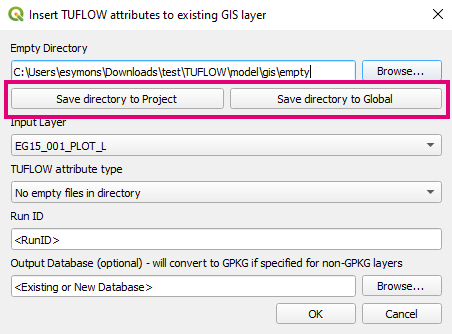 Insert TUFLOW attributes to existing GIS layer
Empty Directory
C:\Users\esymons\Downloads\test\TUFLOW\model\gis\empty Browse...
Save directory to Project Save directory to Global
Input Layer
EG15_001_PLOT_L
TUFLOW attribute type
No empty files in directory
Run ID
<RunID>
Output Database (optional) - will convert to GPKG if specified for non-GPKG layers
<Existing or New Database> Browse...
OK Cancel